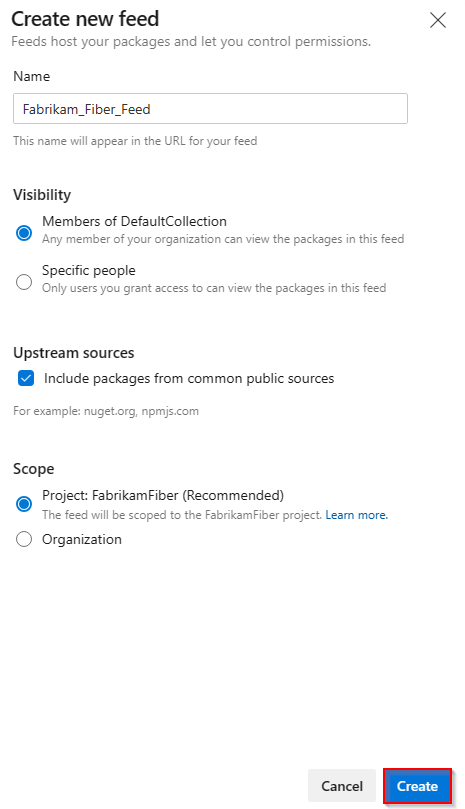 Create new feed
Feeds host your packages and let you control permissions.
Name
Fabrikam_Fiber_Feed
This name will appear in the URL for your feed
Visibility
Members of DefaultCollection
Any member of your organization can view the packages in this feed
Specific people
Only users you grant access to can view the packages in this feed
Upstream sources
Include packages from common public sources
For example: nuget.org, npmjs.com
Scope
Project: FabrikamFiber (Recommended)
The feed will be scoped to the FabrikamFiber project. Learn more.
Organization
Cancel Create